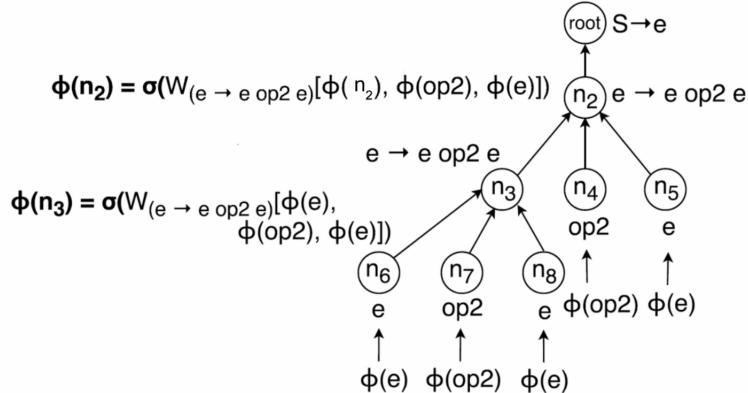 root S→e
ϕ(n₂) = σ(W(e → e op2 e)[ϕ( n₂), ϕ(op2), ϕ(e)])
n₂ e → e op2 e
e → e op2 e
n₃ n₄ n₅
ϕ(n₃) = σ(W(e → e op2 e)[ϕ(e),
ϕ(op2), ϕ(e)])
op2 e
n₆ n₇ n₈
e op2 e
ϕ(op2) ϕ(e)
ϕ(e) ϕ(op2) ϕ(e)